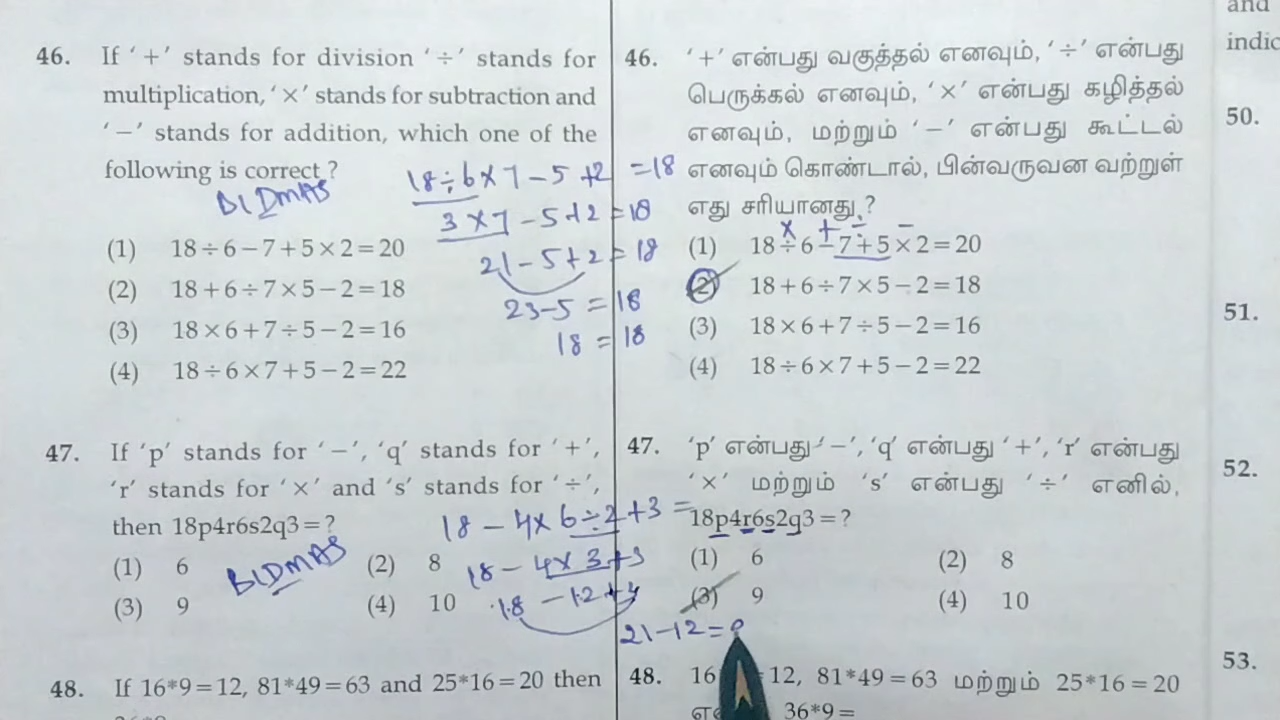 46. If ‘+’ stands for division ‘÷’ stands for
multiplication, ‘×’ stands for subtraction and
‘−’ stands for addition, which one of the
following is correct ?
BIDMAS
18÷6×7−5+2 =18
3×7−5+2=18
21−5+2=18
23−5=18
18=18
(1) 18÷6−7+5×2=20
(2) 18+6÷7×5−2=18
(3) 18×6+7÷5−2=16
(4) 18÷6×7+5−2=22
47. If ‘p’ stands for ‘−’, ‘q’ stands for ‘+’,
‘r’ stands for ‘×’ and ‘s’ stands for ‘÷’,
then 18p4r6s2q3=?
BIDMAS
18−4×6÷2+3=
18−4×3+3
21−12=9
(1) 6 (2) 8
(3) 9 (4) 10
48. If 16*9=12, 81*49=63 and 25*16=20 then
46. ‘+’ என்பது வகுத்தல் எனவும், ‘÷’ என்பது
பெருக்கல் எனவும், ‘×’ என்பது கழித்தல்
எனவும், மற்றும் ‘−’ என்பது கூட்டல்
எனவும் கொண்டால், பின்வருவன வற்றுள்
எது சரியானது ?
× + ÷ −
(1) 18÷6−7+5×2=20
(2) 18+6÷7×5−2=18
(3) 18×6+7÷5−2=16
(4) 18÷6×7+5−2=22
47. ‘p’ என்பது ‘−’, ‘q’ என்பது ‘+’, ‘r’ என்பது
‘×’ மற்றும் ‘s’ என்பது ‘÷’ எனில்,
18p4r6s2q3=?
(1) 6 (2) 8
(3) 9 (4) 10
48. 16 12, 81*49=63 மற்றும் 25*16=20
36*9=
and
indic
50.
51.
52.
53.